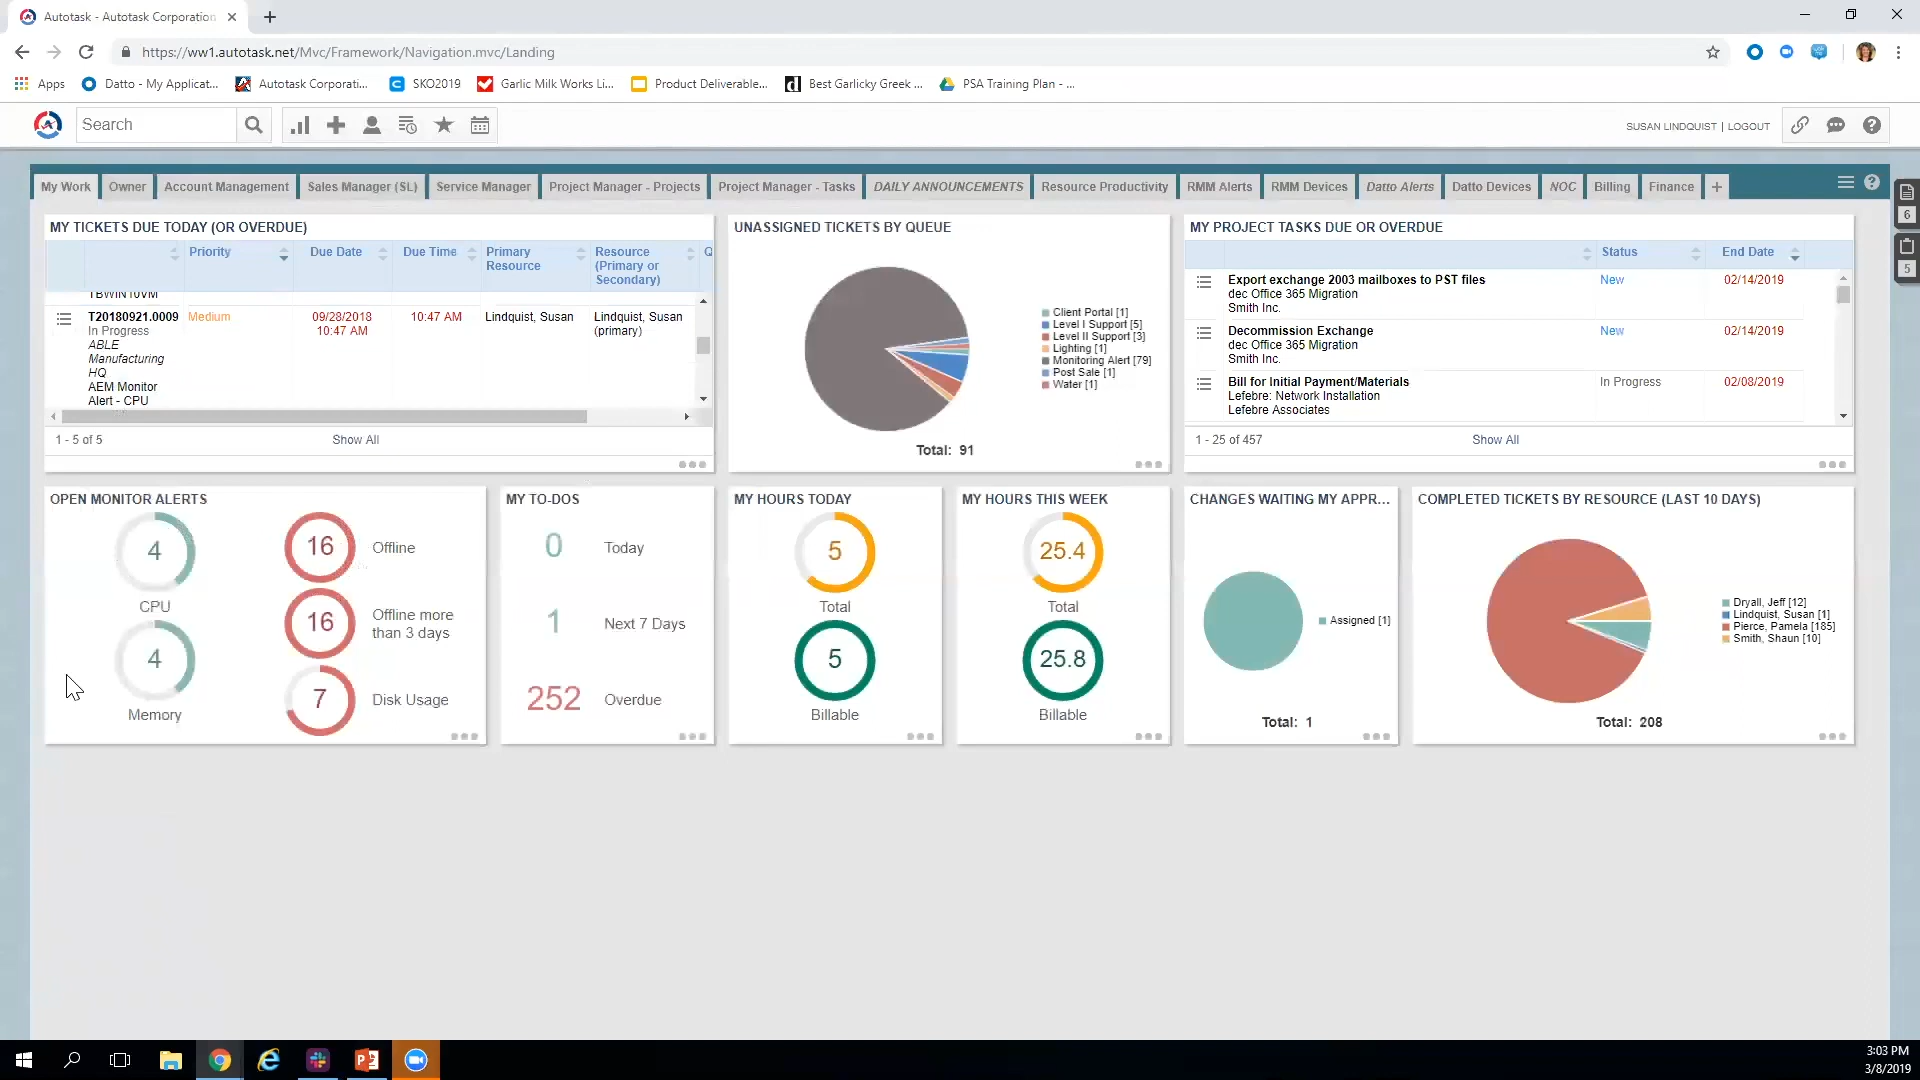 Autotask - Autotask Corporation
https://ww1.autotask.net/Mvc/Framework/Navigation.mvc/Landing
Apps
Datto - My Applicat...
Autotask Corporati...
SKO2019
Garlic Milk Works Li...
Product Deliverable...
Best Garlicky Greek ...
PSA Training Plan - ...
Search
SUSAN LINDQUIST | LOGOUT
My Work
Owner
Account Management
Sales Manager (SL)
Service Manager
Project Manager - Projects
Project Manager - Tasks
DAILY ANNOUNCEMENTS
Resource Productivity
RMM Alerts
RMM Devices
Datto Alerts
Datto Devices
NOC
Billing
Finance
6
5
MY TICKETS DUE TODAY (OR OVERDUE)
Priority
Due Date
Due Time
Primary
Resource
Resource
(Primary or
Secondary)
Q
TBWIN10VM
T20180921.0009
In Progress
ABLE
Manufacturing
HQ
AEM Monitor
Alert - CPU
Medium
09/28/2018
10:47 AM
10:47 AM
Lindquist, Susan
Lindquist, Susan
(primary)
1 - 5 of 5
Show All
UNASSIGNED TICKETS BY QUEUE
Client Portal [1]
Level I Support [5]
Level II Support [3]
Lighting [1]
Monitoring Alert [79]
Post Sale [1]
Water [1]
Total: 91
MY PROJECT TASKS DUE OR OVERDUE
Status
End Date
Export exchange 2003 mailboxes to PST files
dec Office 365 Migration
Smith Inc.
New
02/14/2019
Decommission Exchange
dec Office 365 Migration
Smith Inc.
New
02/14/2019
Bill for Initial Payment/Materials
Lefebre: Network Installation
Lefebre Associates
In Progress
02/08/2019
1 - 25 of 457
Show All
OPEN MONITOR ALERTS
4
CPU
4
Memory
16
Offline
16
Offline more
than 3 days
7
Disk Usage
MY TO-DOS
0
Today
1
Next 7 Days
252
Overdue
MY HOURS TODAY
5
Total
5
Billable
MY HOURS THIS WEEK
25.4
Total
25.8
Billable
CHANGES WAITING MY APPR...
Assigned [1]
Total: 1
COMPLETED TICKETS BY RESOURCE (LAST 10 DAYS)
Dryall, Jeff [12]
Lindquist, Susan [1]
Pierce, Pamela [185]
Smith, Shaun [10]
Total: 208
3:03 PM
3/8/2019